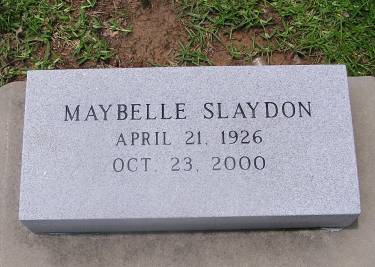 MAYBELLE SLAYDON
APRIL 21, 1926
OCT. 23, 2000